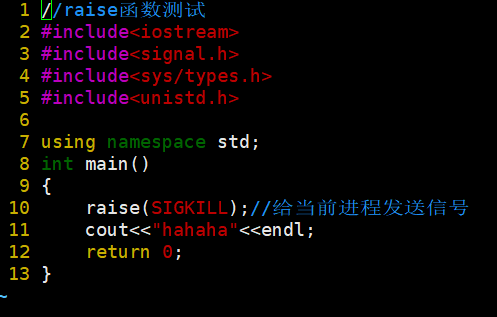 1 //raise函数测试
2 #include<iostream>
3 #include<signal.h>
4 #include<sys/types.h>
5 #include<unistd.h>
6
7 using namespace std;
8 int main()
9 {
10     raise(SIGKILL);//给当前进程发送信号
11     cout<<"hahaha"<<endl;
12     return 0;
13 }
~